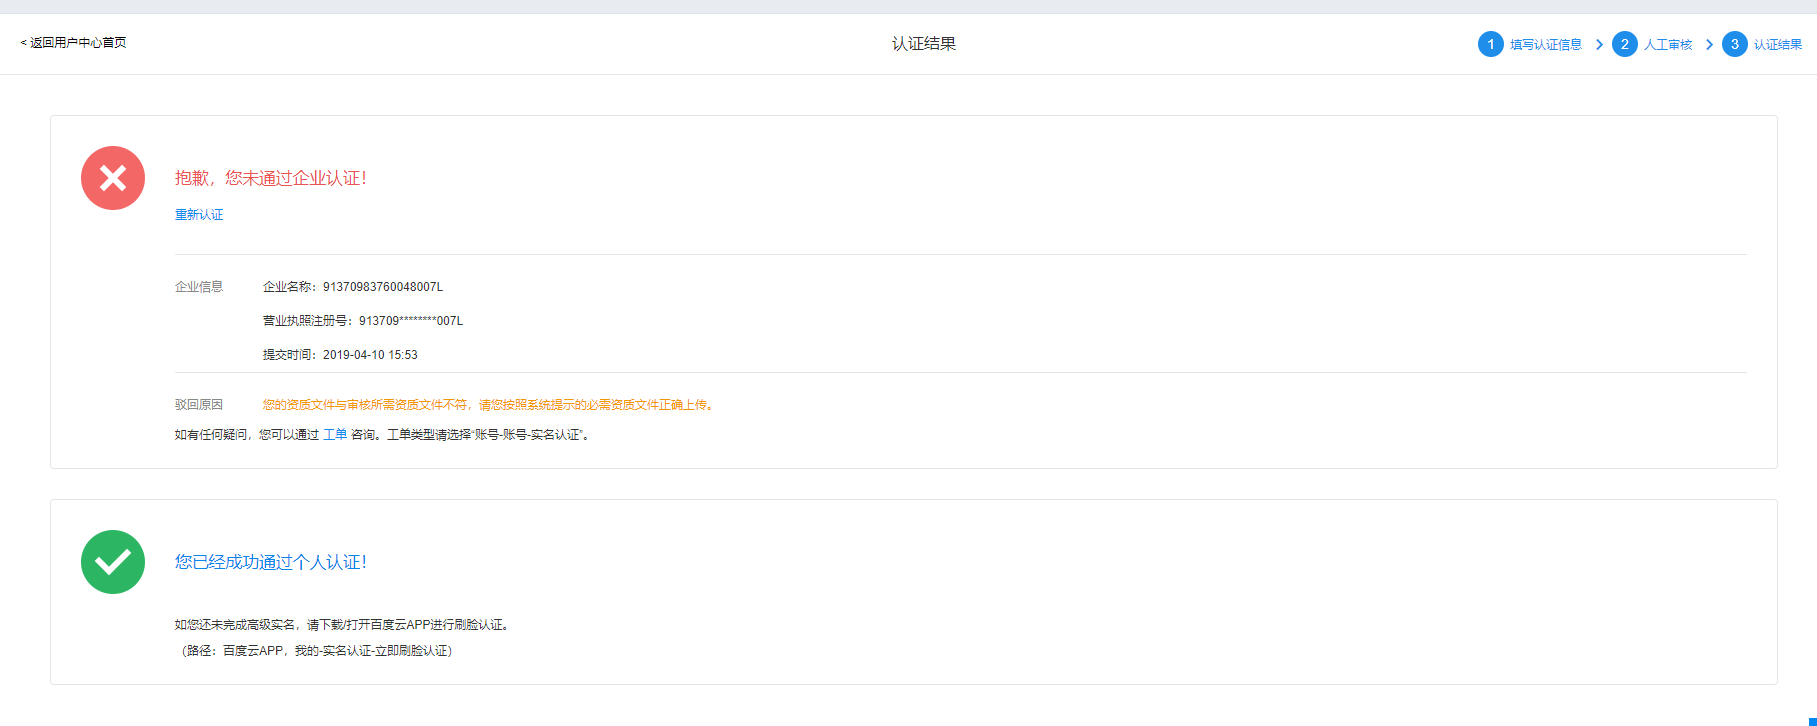 < 返回用户中心首页
认证结果
1 填写认证信息 > 2 人工审核 > 3 认证结果
抱歉，您未通过企业认证！
重新认证
企业信息 企业名称：91370983760048007L
营业执照注册号：913709********007L
提交时间：2019-04-10 15:53
驳回原因 您的资质文件与审核所需资质文件不符，请您按照系统提示的必需资质文件正确上传。
如有任何疑问，您可以通过 工单 咨询。工单类型请选择“账号-账号-实名认证”。
您已经成功通过个人认证！
如您还未完成高级实名，请下载/打开百度云APP进行刷脸认证。
（路径：百度云APP，我的-实名认证-立即刷脸认证）